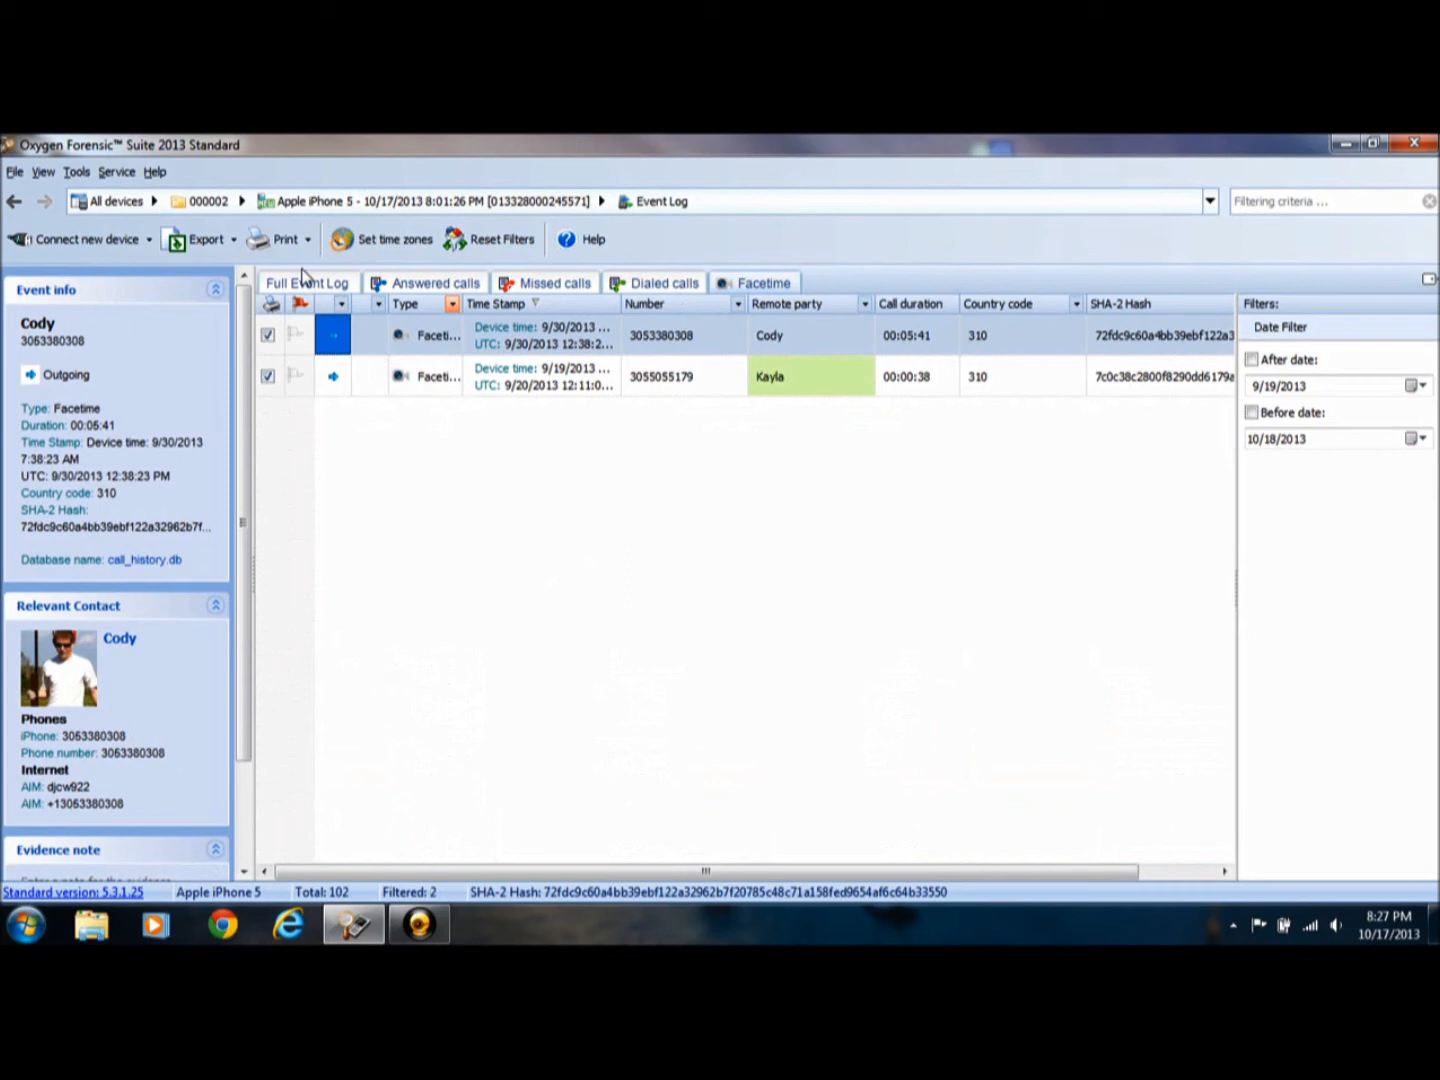 Oxygen Forensic™ Suite 2013 Standard
File View Tools Service Help
All devices 000002 Apple iPhone 5 - 10/17/2013 8:01:26 PM [013328000245571] Event Log Filtering criteria ...
Connect new device Export Print Set time zones Reset Filters Help
Event info
Cody
3053380308
Outgoing
Type: Facetime
Duration: 00:05:41
Time Stamp: Device time: 9/30/2013
7:38:23 AM
UTC: 9/30/2013 12:38:23 PM
Country code: 310
SHA-2 Hash:
72fdc9c60a4bb39ebf122a32962b7f...
Database name: call_history.db
Relevant Contact
Cody
Phones
iPhone: 3053380308
Phone number: 3053380308
Internet
AIM: djcw922
AIM: +13053380308
Evidence note
Full Event Log Answered calls Missed calls Dialed calls Facetime
Type Time Stamp Number Remote party Call duration Country code SHA-2 Hash
Faceti... Device time: 9/30/2013 ... 3053380308 Cody 00:05:41 310 72fdc9c60a4bb39ebf122a3
UTC: 9/30/2013 12:38:2...
Faceti... Device time: 9/19/2013 ... 3055055179 Kayla 00:00:38 310 7c0c38c2800f8290dd6179a
UTC: 9/20/2013 12:11:0...
Filters:
Date Filter
After date:
9/19/2013
Before date:
10/18/2013
Standard version: 5.3.1.25 Apple iPhone 5 Total: 102 Filtered: 2 SHA-2 Hash: 72fdc9c60a4bb39ebf122a32962b7f20785c48c71a158fed9654af6c64b33550
8:27 PM
10/17/2013